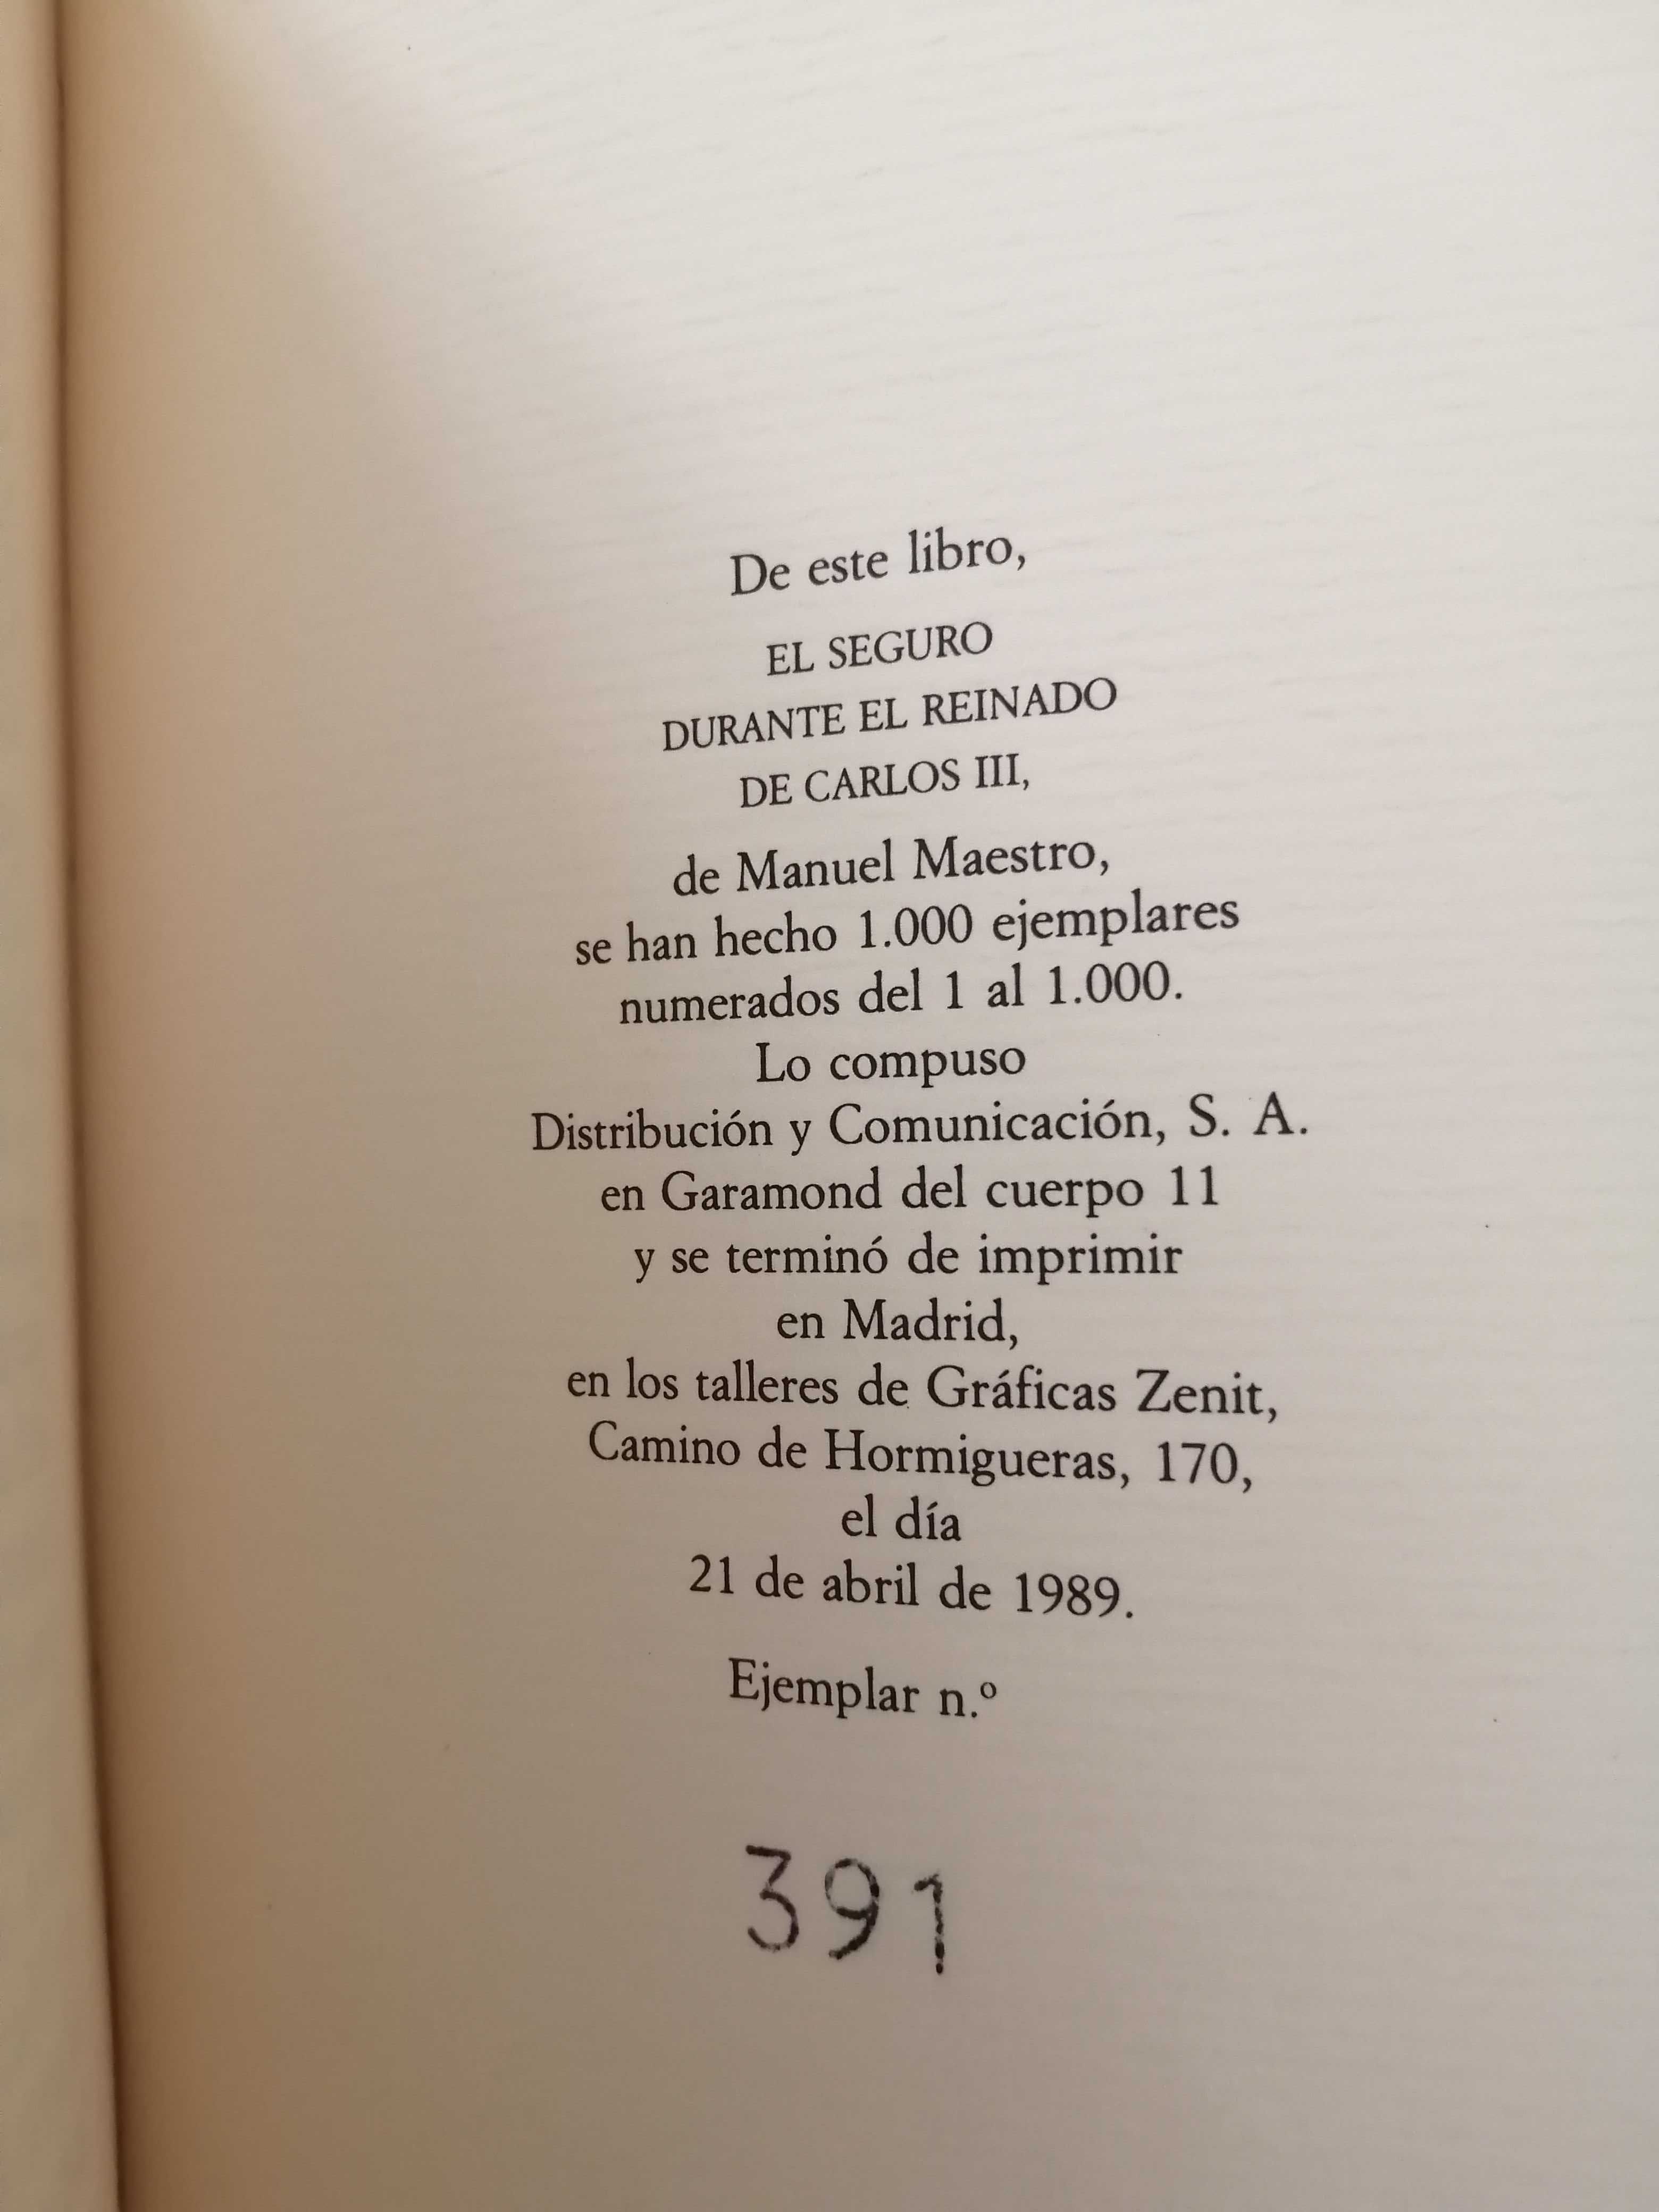 De este libro,
EL SEGURO
DURANTE EL REINADO
DE CARLOS III,
de Manuel Maestro,
se han hecho 1.000 ejemplares
numerados del 1 al 1.000.
Lo compuso
Distribución y Comunicación, S. A.
en Garamond del cuerpo 11
y se terminó de imprimir
en Madrid,
en los talleres de Gráficas Zenit,
Camino de Hormigueras, 170,
el día
21 de abril de 1989.
Ejemplar n.º
391